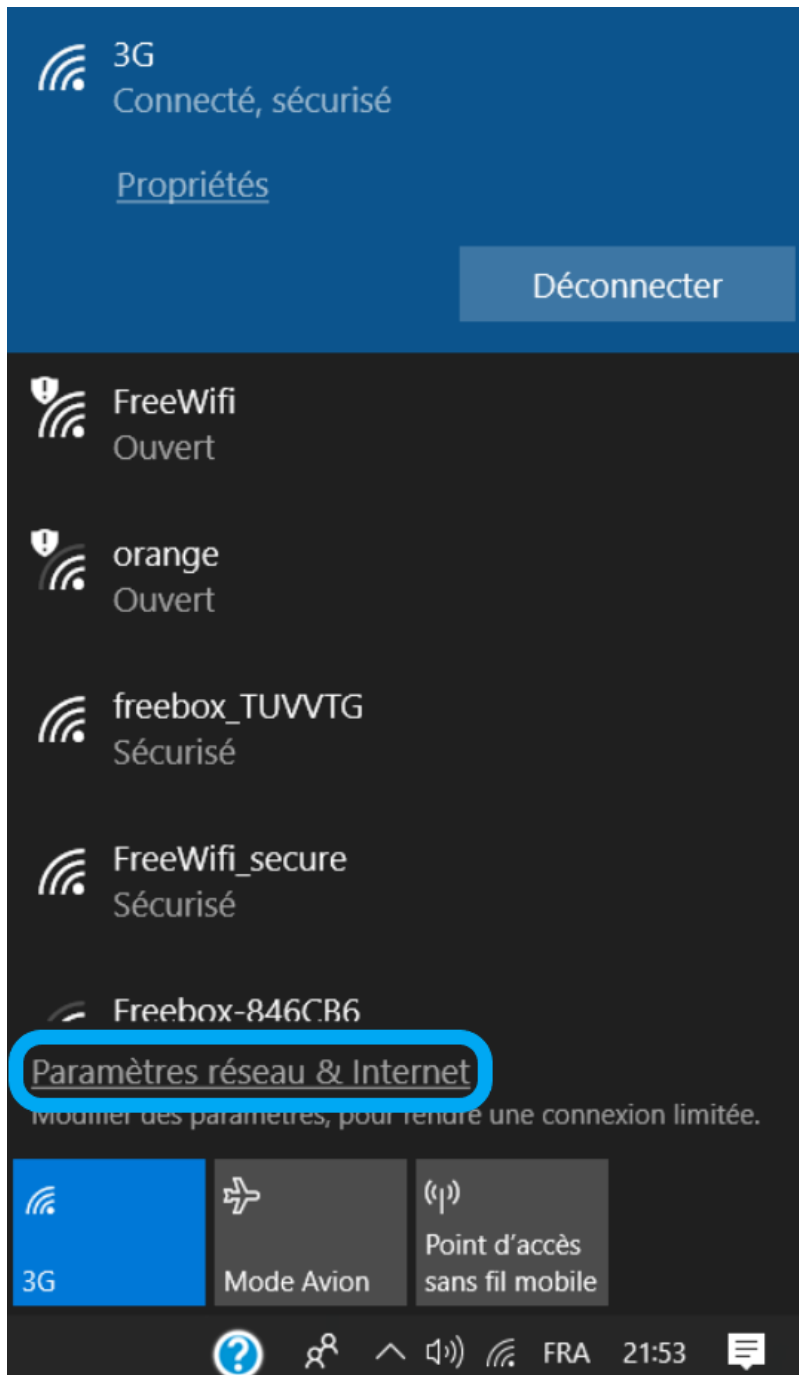 3G
Connecté, sécurisé
Propriétés
Déconnecter
FreeWifi
Ouvert
orange
Ouvert
freebox_TUVVTG
Sécurisé
FreeWifi_secure
Sécurisé
Freebox-846CB6
Paramètres réseau & Internet
Modifier des paramètres, pour rendre une connexion limitée.
3G
Mode Avion
Point d’accès
sans fil mobile
FRA 21:53